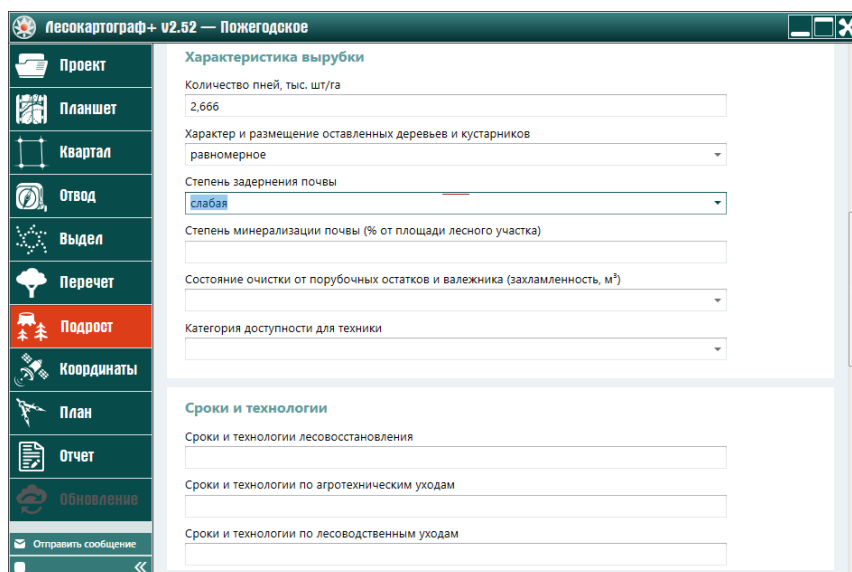 Лесокартограф+ v2.52 — Пожегодское
Проект
Планшет
Квартал
Отвод
Выдел
Перечет
Подрост
Координаты
План
Отчет
Обновление
Отправить сообщение
Характеристика вырубки
Количество пней, тыс. шт/га
2,666
Характер и размещение оставленных деревьев и кустарников
равномерное
Степень задернения почвы
слабая
Степень минерализации почвы (% от площади лесного участка)
Состояние очистки от порубочных остатков и валежника (захламленность, м³)
Категория доступности для техники
Сроки и технологии
Сроки и технологии лесовосстановления
Сроки и технологии по агротехническим уходам
Сроки и технологии по лесоводственным уходам